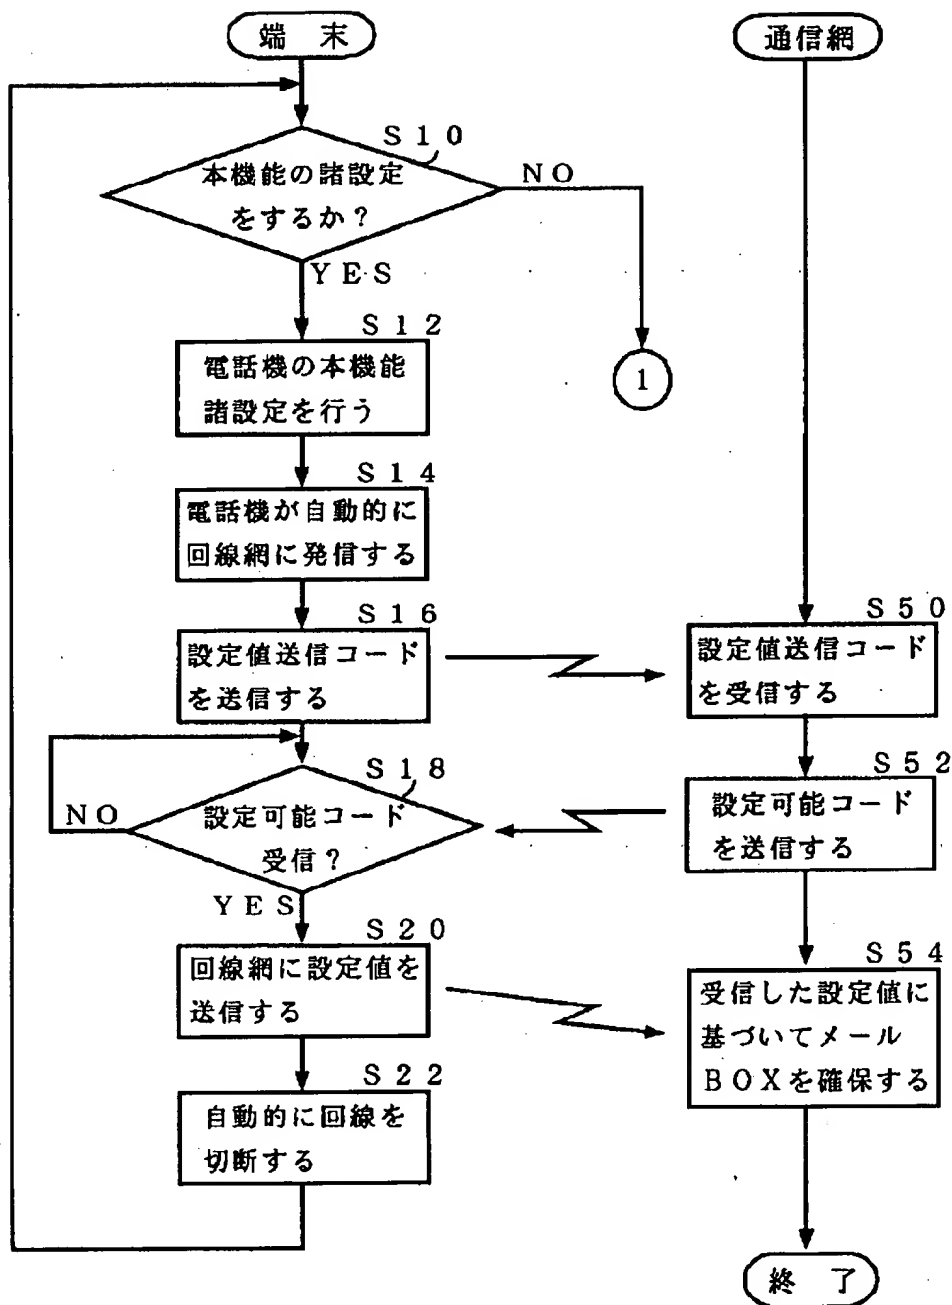 端 末
通信網
S10
本機能の諸設定
をするか？
NO
YES
S12
電話機の本機能
諸設定を行う
1
S14
電話機が自動的に
回線網に発信する
S16
設定値送信コード
を送信する
S50
設定値送信コード
を受信する
S18
設定可能コード
受信？
NO
YES
S52
設定可能コード
を送信する
S20
回線網に設定値を
送信する
S54
受信した設定値に
基づいてメール
BOXを確保する
S22
自動的に回線を
切断する
終 了